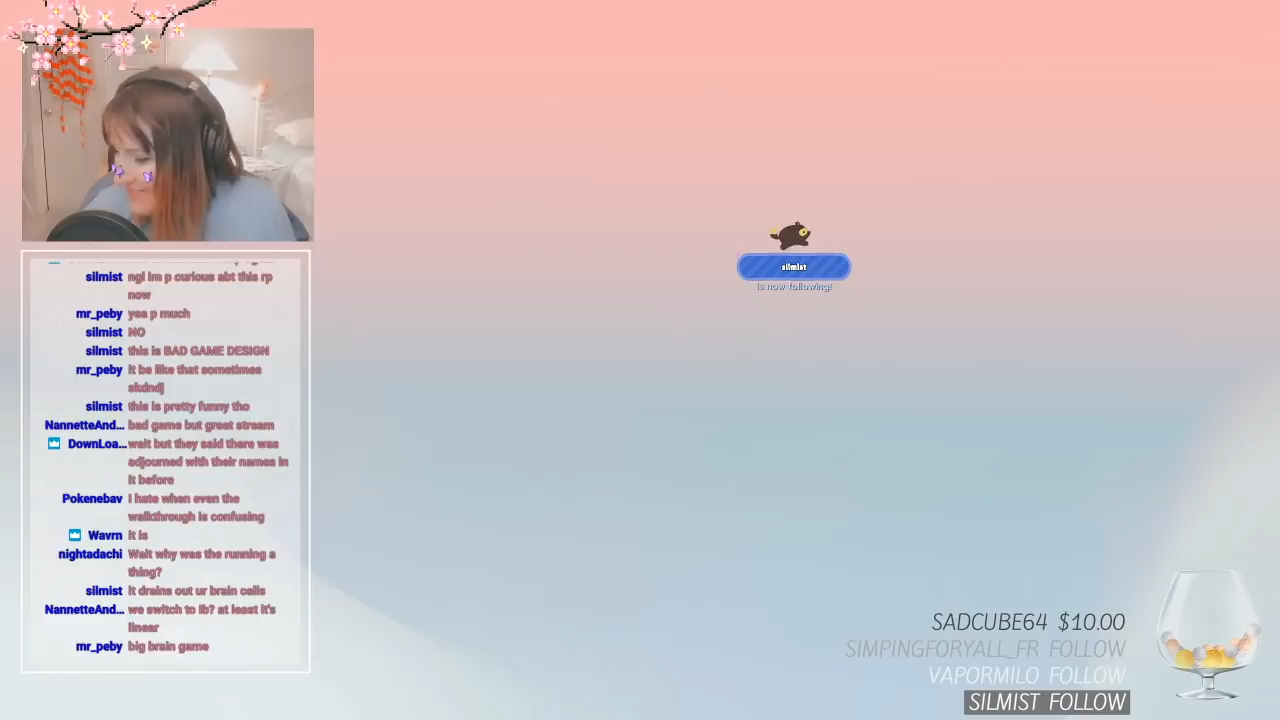 silmist ngl im p curious abt this rp
now
mr_peby yea p much
silmist NO
silmist this is BAD GAME DESIGN
mr_peby it be like that sometimes
silmist this is pretty funny tho
NannetteAnd... bad game but great stream
DownLoa... wait but they said there was
adjourned with their names in
it before
Pokenebav I hate when even the
walkthrough is confusing
Wavrn it is
nightadachi Wait why was the running a
thing?
silmist it drains out ur brain cells
NannetteAnd... we switch to lb? at least it's
linear
mr_peby big brain game
silmist
is now following!
SADCUBE64 $10.00
SIMPINGFORYALL_FR FOLLOW
VAPORMILO FOLLOW
SILMIST FOLLOW